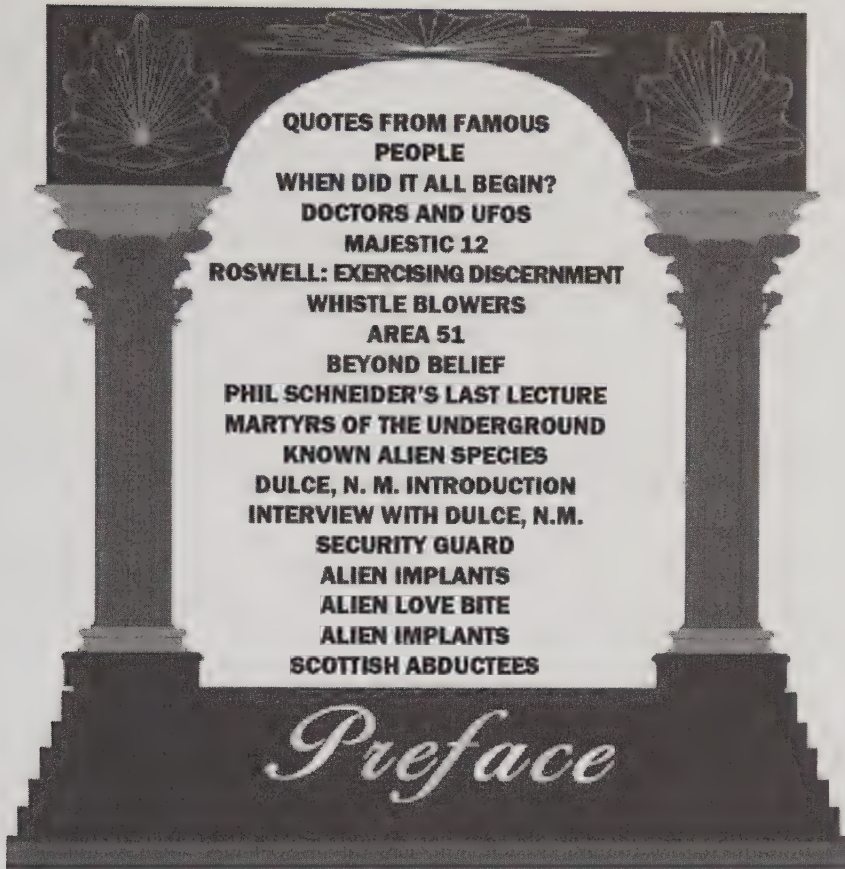 QUOTES FROM FAMOUS
PEOPLE
WHEN DID IT ALL BEGIN?
DOCTORS AND UFOS
MAJESTIC 12
ROSWELL: EXERCISING DISCERNMENT
WHISTLE BLOWERS
AREA 51
BEYOND BELIEF
PHIL SCHNEIDER'S LAST LECTURE
MARTYRS OF THE UNDERGROUND
KNOWN ALIEN SPECIES
DULCE, N. M. INTRODUCTION
INTERVIEW WITH DULCE, N.M.
SECURITY GUARD
ALIEN IMPLANTS
ALIEN LOVE BITE
ALIEN IMPLANTS
SCOTTISH ABDUCTEES
Preface